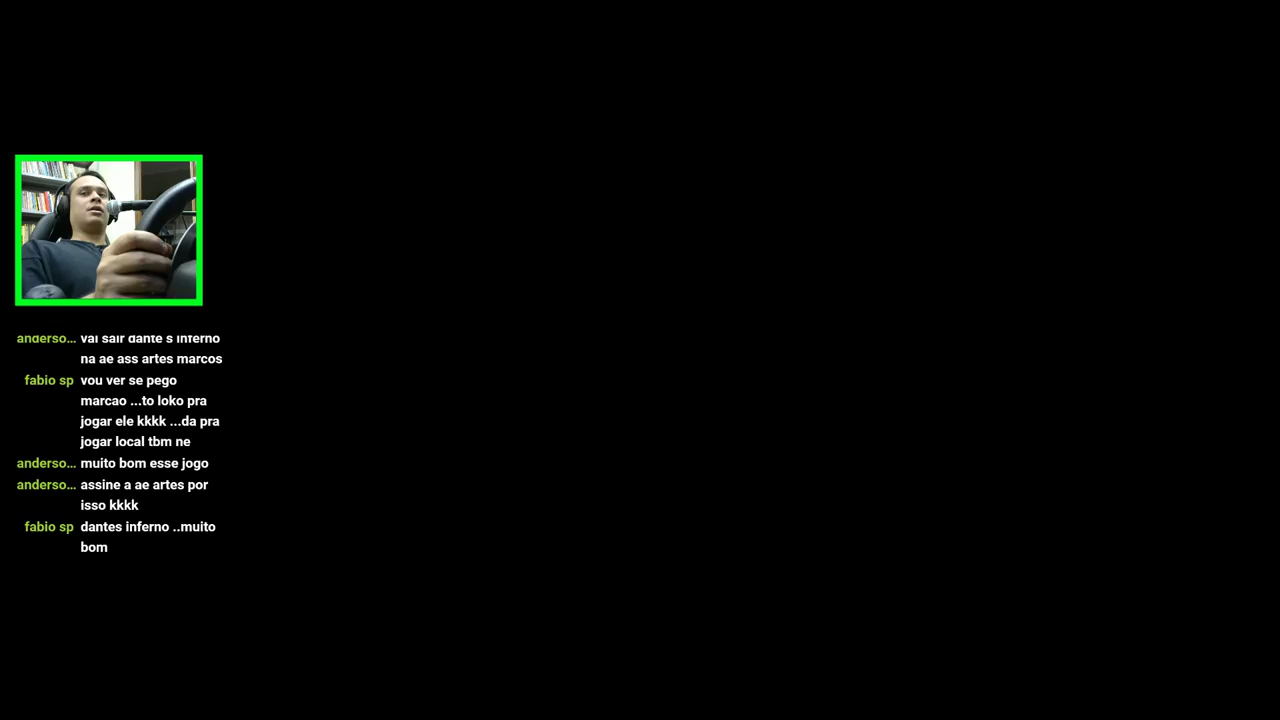 anderso... vai sair dante s inferno
na ae ass artes marcos
fabio sp vou ver se pego
marcao ...to loko pra
jogar ele kkkk ...da pra
jogar local tbm ne
anderso... muito bom esse jogo
anderso... assine a ae artes por
isso kkkk
fabio sp dantes inferno ..muito
bom